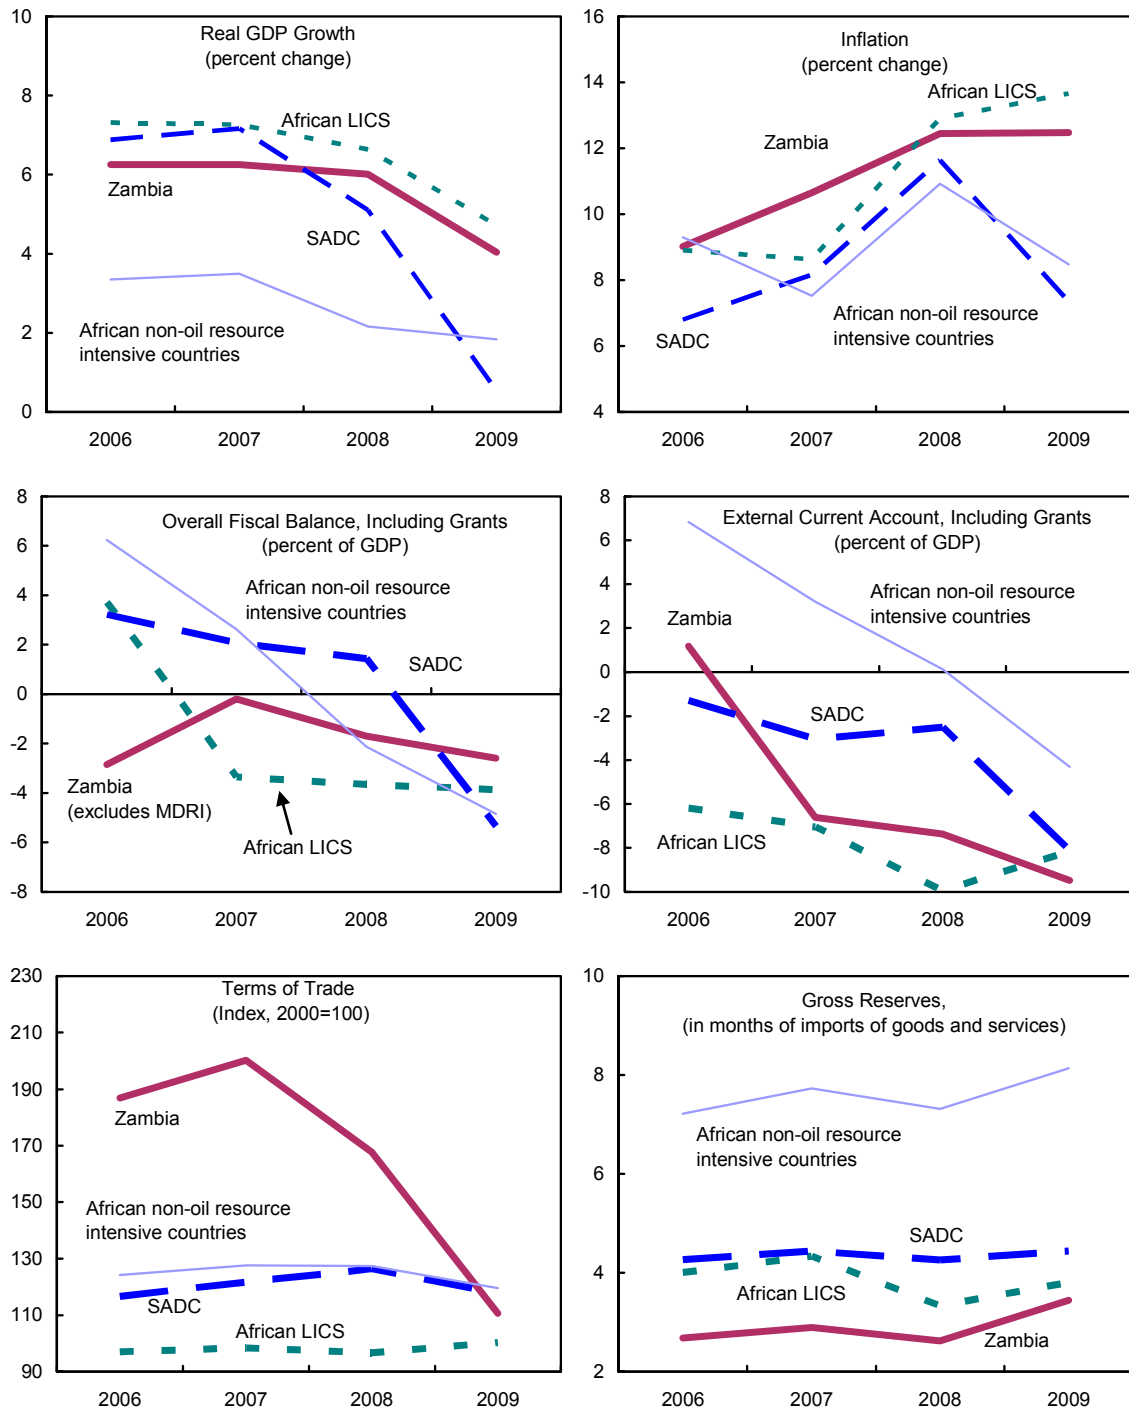 Real GDP Growth
(percent change)
10
8
6
4
2
0
African LICS
Zambia
SADC
African non-oil resource
intensive countries
2006 2007 2008 2009
Inflation
(percent change)
16
14
12
10
8
6
4
African LICS
Zambia
African non-oil resource
intensive countries
SADC
2006 2007 2008 2009
Overall Fiscal Balance, Including Grants
(percent of GDP)
8
6
4
2
0
-2
-4
-6
-8
African non-oil resource
intensive countries
SADC
Zambia
(excludes MDRI)
African LICS
2006 2007 2008 2009
External Current Account, Including Grants
(percent of GDP)
8
6
4
2
0
-2
-4
-6
-8
-10
African non-oil resource
intensive countries
Zambia
SADC
African LICS
2006 2007 2008 2009
Terms of Trade
(Index, 2000=100)
230
210
190
170
150
130
110
90
Zambia
African non-oil resource
intensive countries
SADC
African LICS
2006 2007 2008 2009
Gross Reserves,
(in months of imports of goods and services)
10
8
6
4
2
African non-oil resource
intensive countries
SADC
African LICS
Zambia
2006 2007 2008 2009